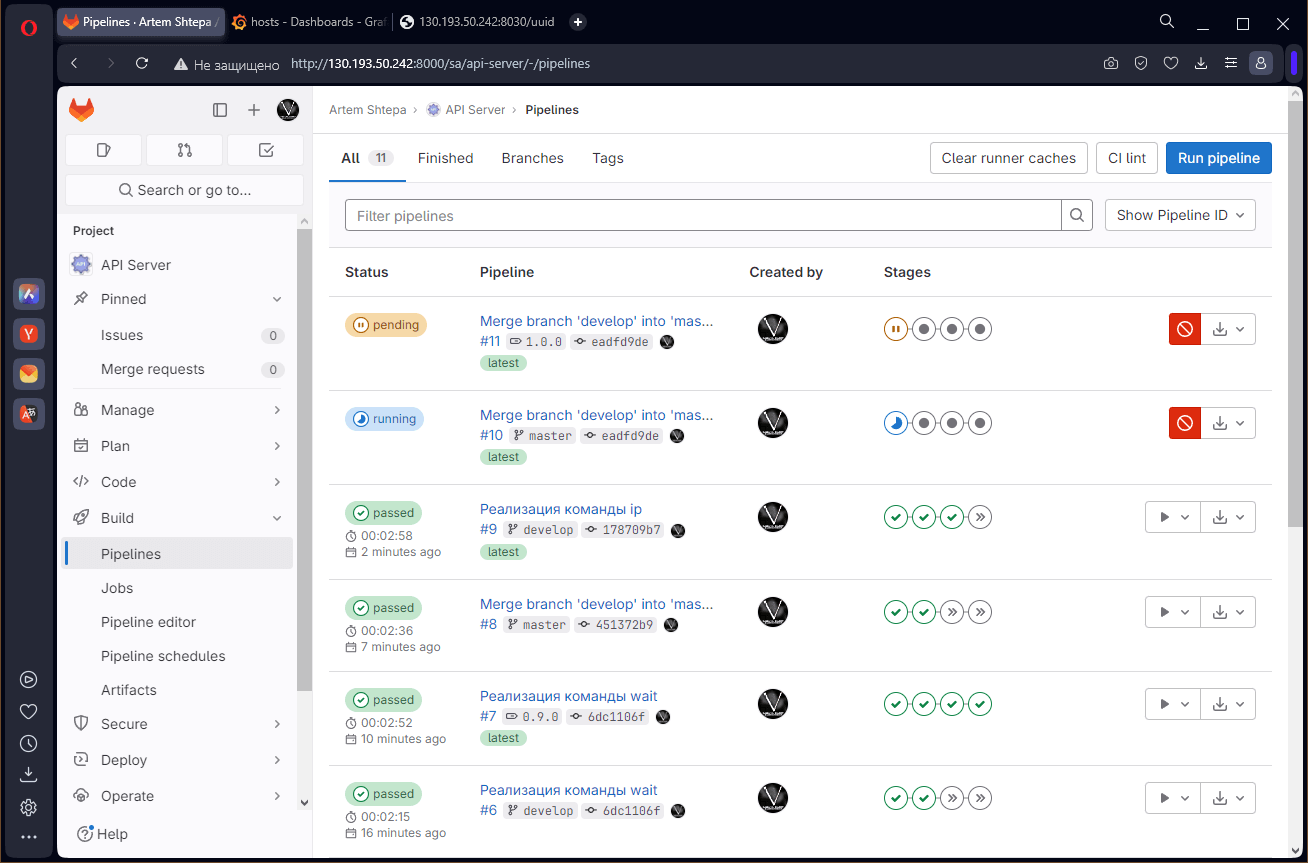 Pipelines · Artem Shtepa /
hosts - Dashboards - Graf
130.193.50.242:8030/uuid
Не защищено
http://130.193.50.242:8000/sa/api-server/-/pipelines
Artem Shtepa › API Server › Pipelines
All 11
Finished
Branches
Tags
Clear runner caches
CI lint
Run pipeline
Search or go to...
Filter pipelines
Show Pipeline ID
Project
API Server
Pinned
Issues 0
Merge requests 0
Manage
Plan
Code
Build
Pipelines
Jobs
Pipeline editor
Pipeline schedules
Artifacts
Secure
Deploy
Operate
Help
Status
Pipeline
Created by
Stages
pending
Merge branch 'develop' into 'mas...
#11 1.0.0 eadfd9de
latest
running
Merge branch 'develop' into 'mas...
#10 master eadfd9de
latest
passed
00:02:58
2 minutes ago
Реализация команды ip
#9 develop 178709b7
latest
passed
00:02:36
7 minutes ago
Merge branch 'develop' into 'mas...
#8 master 451372b9
passed
00:02:52
10 minutes ago
Реализация команды wait
#7 0.9.0 6dc1106f
latest
passed
00:02:15
16 minutes ago
Реализация команды wait
#6 develop 6dc1106f